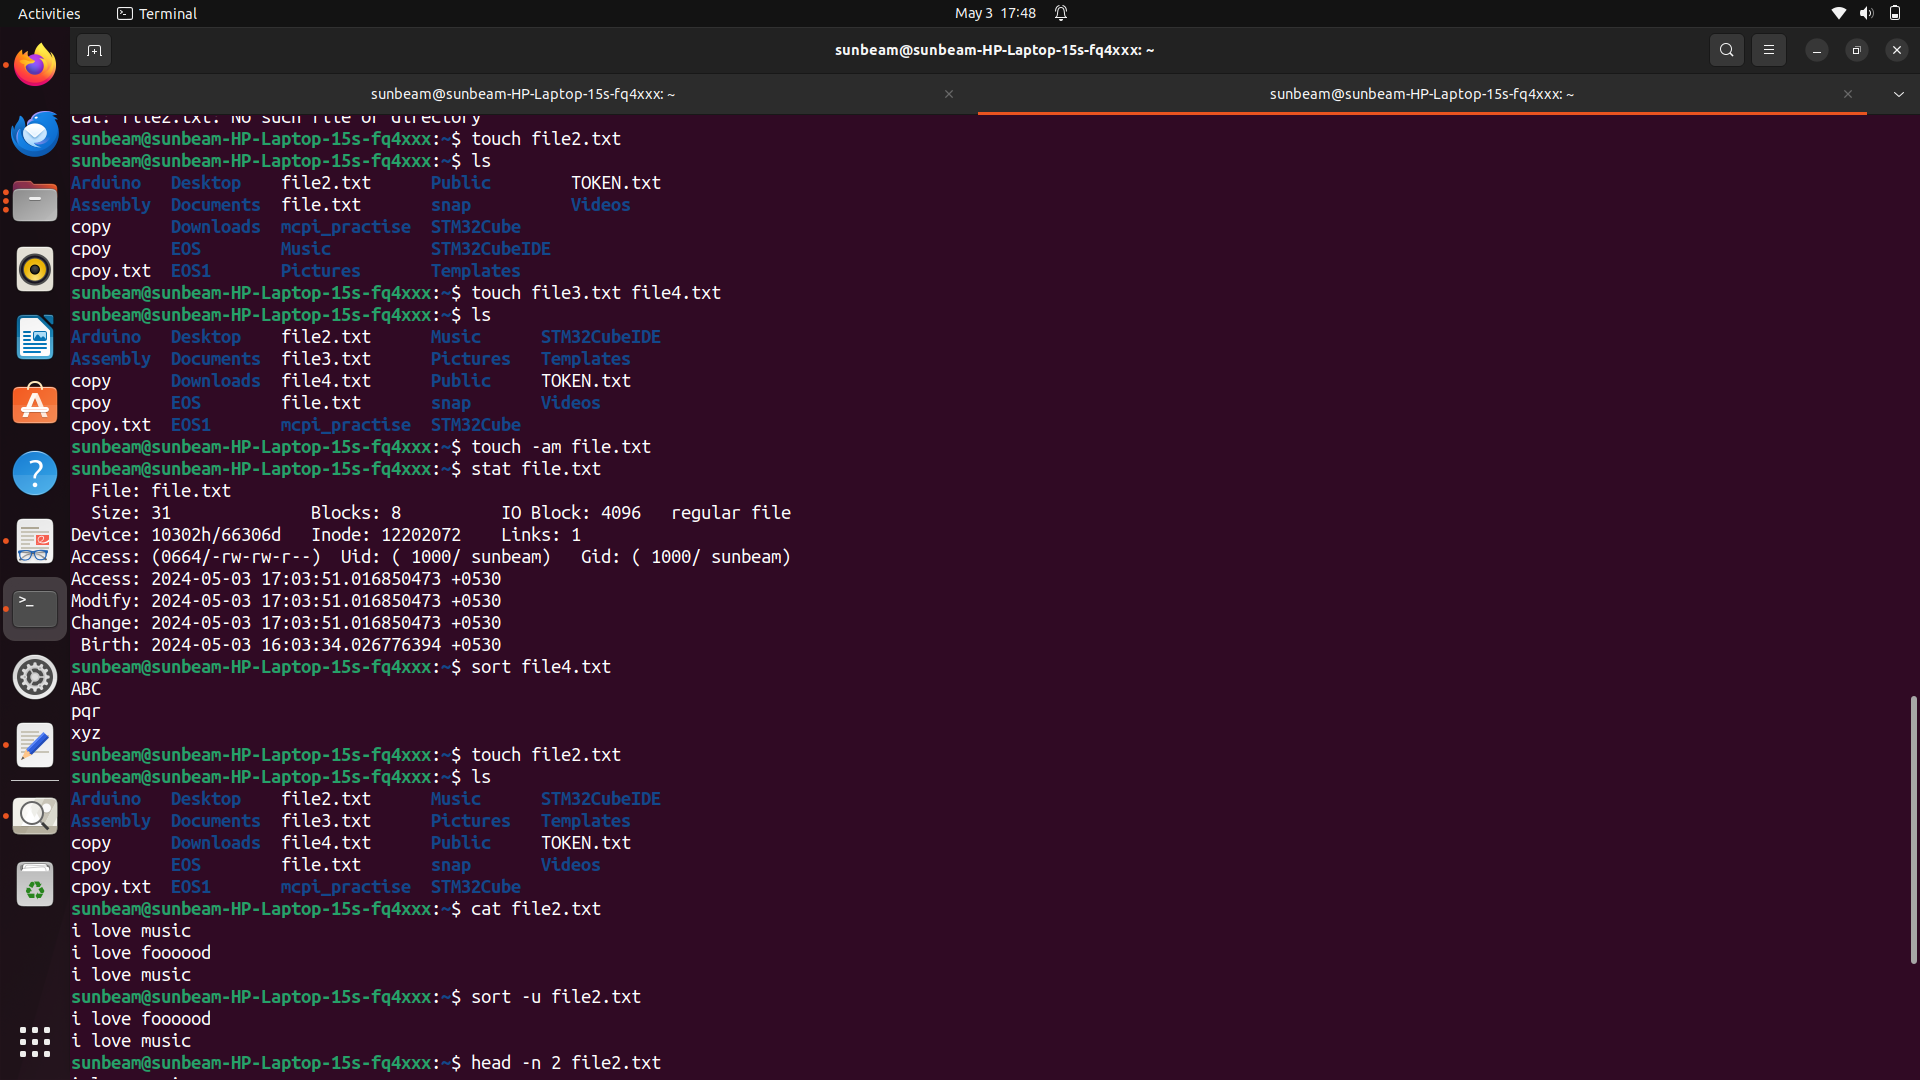 Activities Terminal May 3 17:48
sunbeam@sunbeam-HP-Laptop-15s-fq4xxx: ~
sunbeam@sunbeam-HP-Laptop-15s-fq4xxx: ~ sunbeam@sunbeam-HP-Laptop-15s-fq4xxx: ~
cat: file2.txt: No such file or directory
sunbeam@sunbeam-HP-Laptop-15s-fq4xxx:~$ touch file2.txt
sunbeam@sunbeam-HP-Laptop-15s-fq4xxx:~$ ls
Arduino Desktop file2.txt Public TOKEN.txt
Assembly Documents file.txt snap Videos
copy Downloads mcpi_practise STM32Cube
cpoy EOS Music STM32CubeIDE
cpoy.txt EOS1 Pictures Templates
sunbeam@sunbeam-HP-Laptop-15s-fq4xxx:~$ touch file3.txt file4.txt
sunbeam@sunbeam-HP-Laptop-15s-fq4xxx:~$ ls
Arduino Desktop file2.txt Music STM32CubeIDE
Assembly Documents file3.txt Pictures Templates
copy Downloads file4.txt Public TOKEN.txt
cpoy EOS file.txt snap Videos
cpoy.txt EOS1 mcpi_practise STM32Cube
sunbeam@sunbeam-HP-Laptop-15s-fq4xxx:~$ touch -am file.txt
sunbeam@sunbeam-HP-Laptop-15s-fq4xxx:~$ stat file.txt
File: file.txt
Size: 31 Blocks: 8 IO Block: 4096 regular file
Device: 10302h/66306d Inode: 12202072 Links: 1
Access: (0664/-rw-rw-r--) Uid: ( 1000/ sunbeam) Gid: ( 1000/ sunbeam)
Access: 2024-05-03 17:03:51.016850473 +0530
Modify: 2024-05-03 17:03:51.016850473 +0530
Change: 2024-05-03 17:03:51.016850473 +0530
Birth: 2024-05-03 16:03:34.026776394 +0530
sunbeam@sunbeam-HP-Laptop-15s-fq4xxx:~$ sort file4.txt
ABC
pqr
xyz
sunbeam@sunbeam-HP-Laptop-15s-fq4xxx:~$ touch file2.txt
sunbeam@sunbeam-HP-Laptop-15s-fq4xxx:~$ ls
Arduino Desktop file2.txt Music STM32CubeIDE
Assembly Documents file3.txt Pictures Templates
copy Downloads file4.txt Public TOKEN.txt
cpoy EOS file.txt snap Videos
cpoy.txt EOS1 mcpi_practise STM32Cube
sunbeam@sunbeam-HP-Laptop-15s-fq4xxx:~$ cat file2.txt
i love music
i love foooood
i love music
sunbeam@sunbeam-HP-Laptop-15s-fq4xxx:~$ sort -u file2.txt
i love foooood
i love music
sunbeam@sunbeam-HP-Laptop-15s-fq4xxx:~$ head -n 2 file2.txt